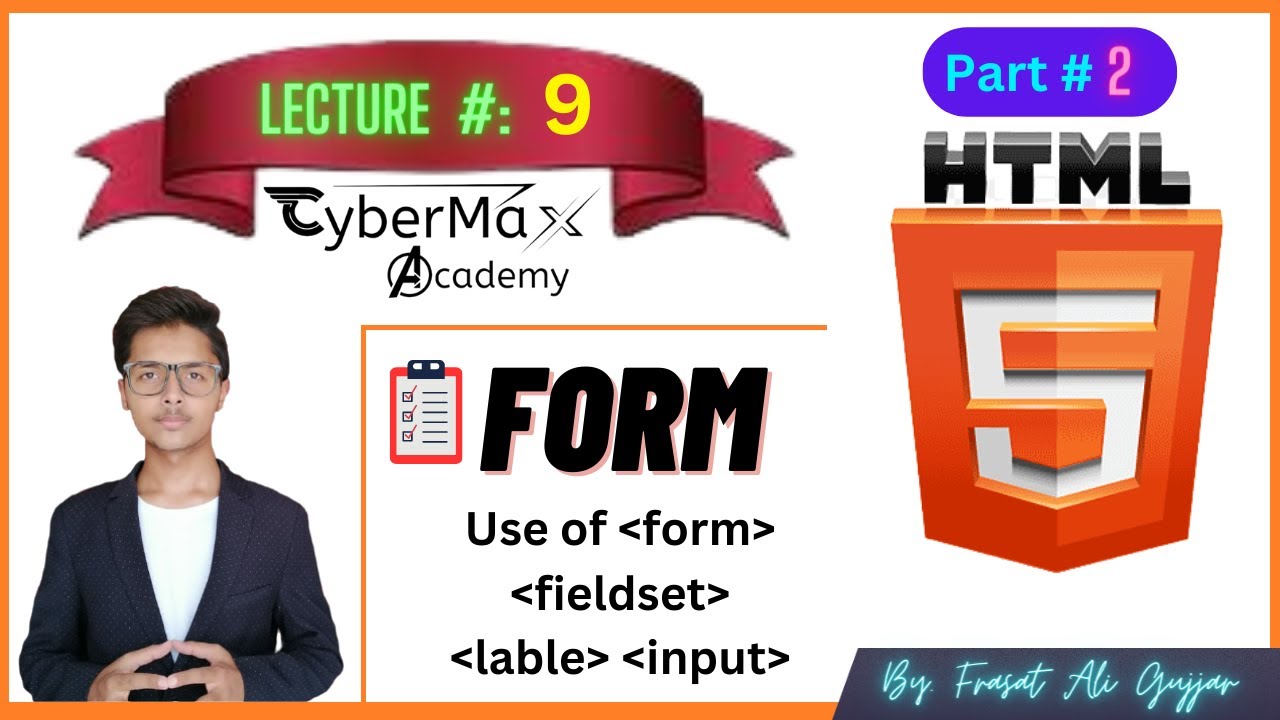 LECTURE #: 9
CyberMax
Academy
Part # 2
HTML
5
FORM
Use of <form>
<fieldset>
<lable> <input>
By. Frasat Ali Gujjar